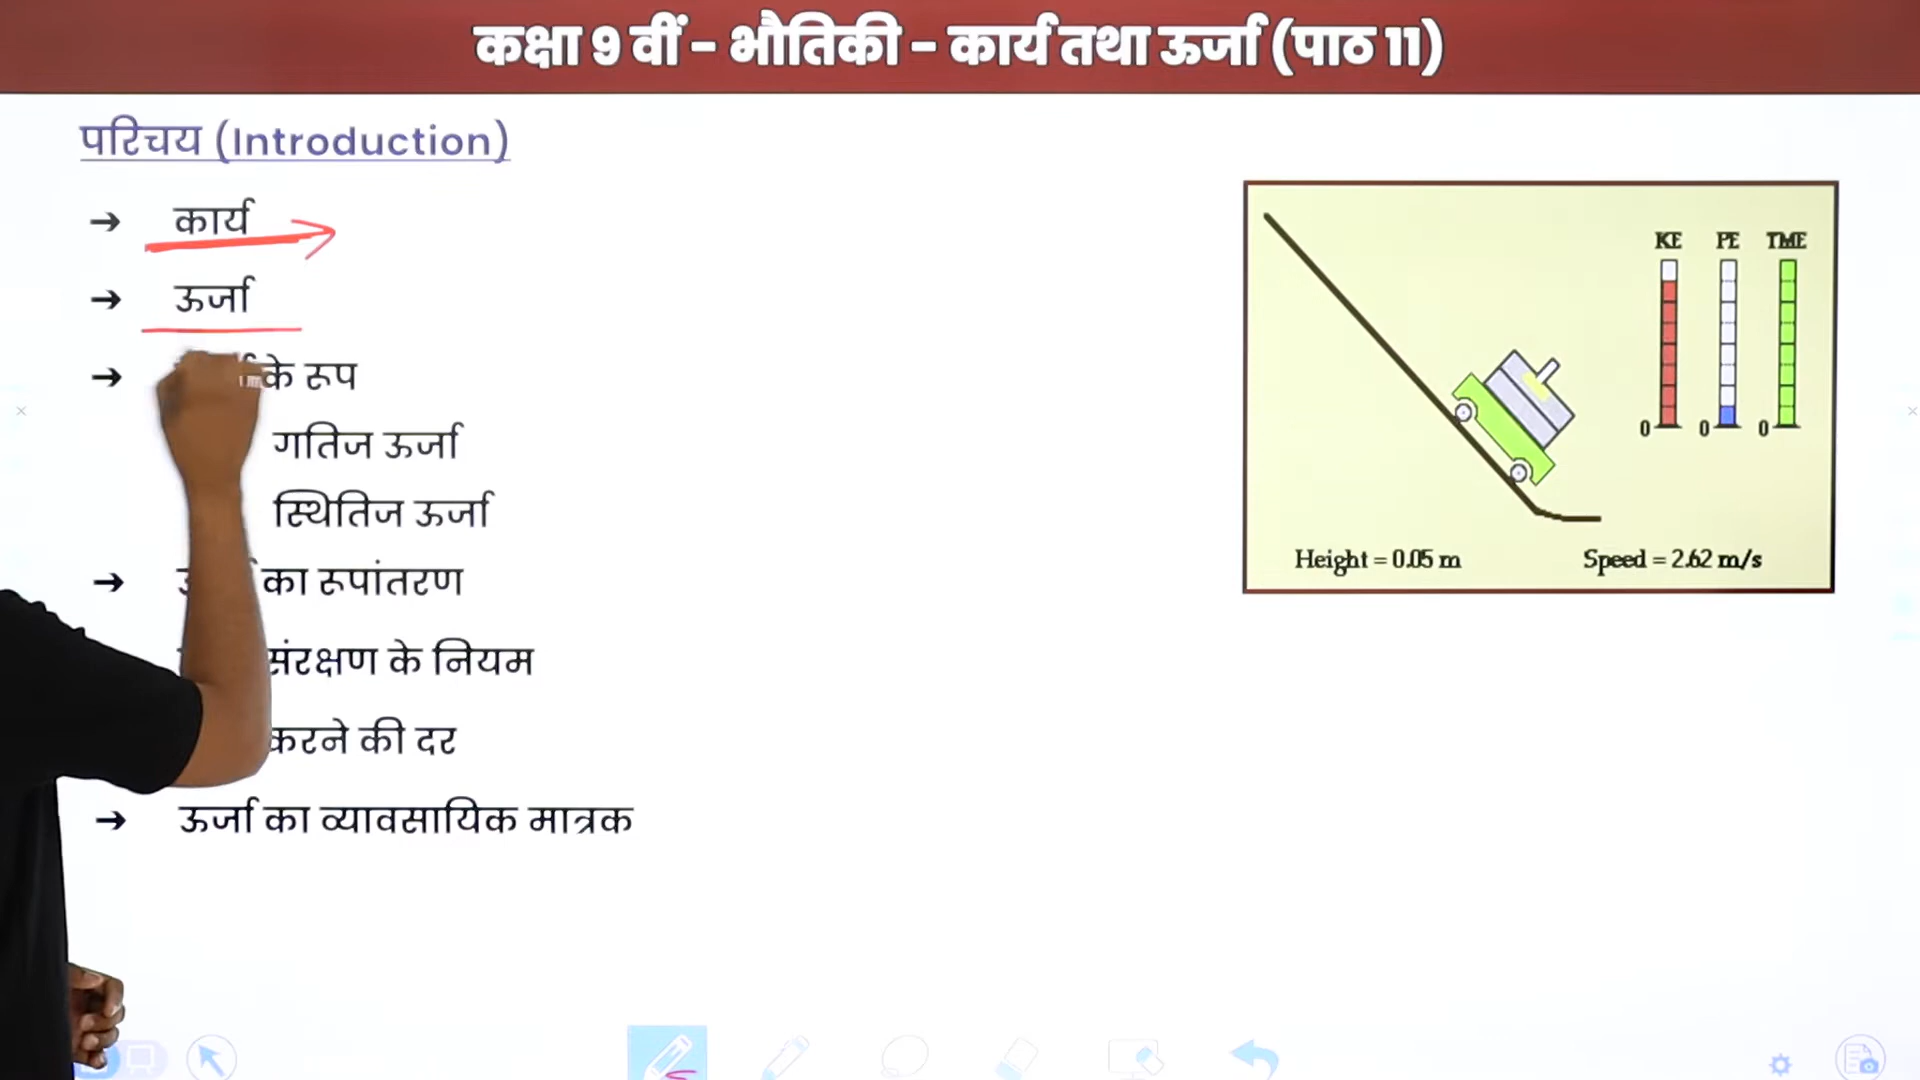 कक्षा 9 वीं - भौतिकी - कार्य तथा ऊर्जा (पाठ 11)
परिचय (Introduction)
→ कार्य
→ ऊर्जा
→ के रूप
गतिज ऊर्जा
स्थितिज ऊर्जा
→ का रूपांतरण
संरक्षण के नियम
करने की दर
→ ऊर्जा का व्यावसायिक मात्रक
KE PE TME
0 0 0
Height = 0.05 m Speed = 2.62 m/s